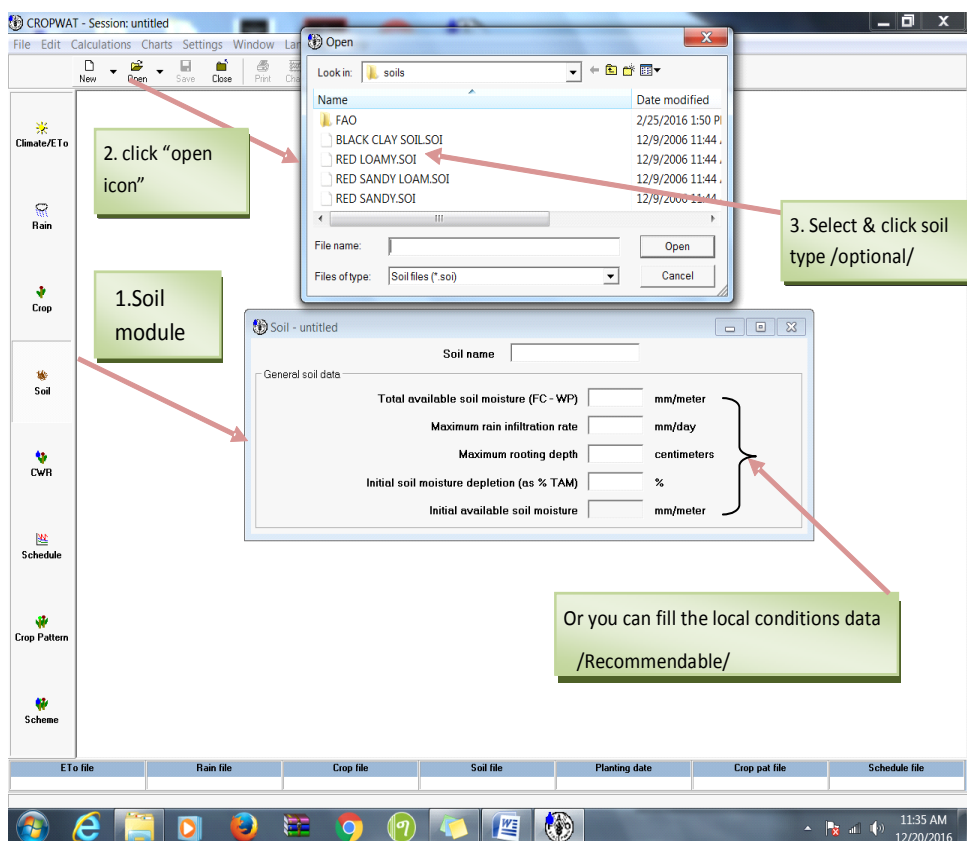 CROPWAT - Session: untitled
File Edit Calculations Charts Settings Window Lan
New Open Save Close Print Cha
Open
Look in: soils
Name Date modified
FAO 2/25/2016 1:50 P
BLACK CLAY SOIL.SOI 12/9/2006 11:44
RED LOAMY.SOI 12/9/2006 11:44
RED SANDY LOAM.SOI 12/9/2006 11:44
RED SANDY.SOI 12/9/2006 11:44
File name: Open
Files of type: Soil files (*.soi) Cancel
2. click “open
icon”
3. Select & click soil
type /optional/
1.Soil
module
Climate/ETo
Rain
Crop
Soil
CWR
Schedule
Crop Pattern
Scheme
Soil - untitled
Soil name
General soil data
Total available soil moisture (FC - WP) mm/meter
Maximum rain infiltration rate mm/day
Maximum rooting depth centimeters
Initial soil moisture depletion (as % TAM) %
Initial available soil moisture mm/meter
Or you can fill the local conditions data
/Recommendable/
ETo file Rain file Crop file Soil file Planting date Crop pat file Schedule file
11:35 AM
12/20/2016